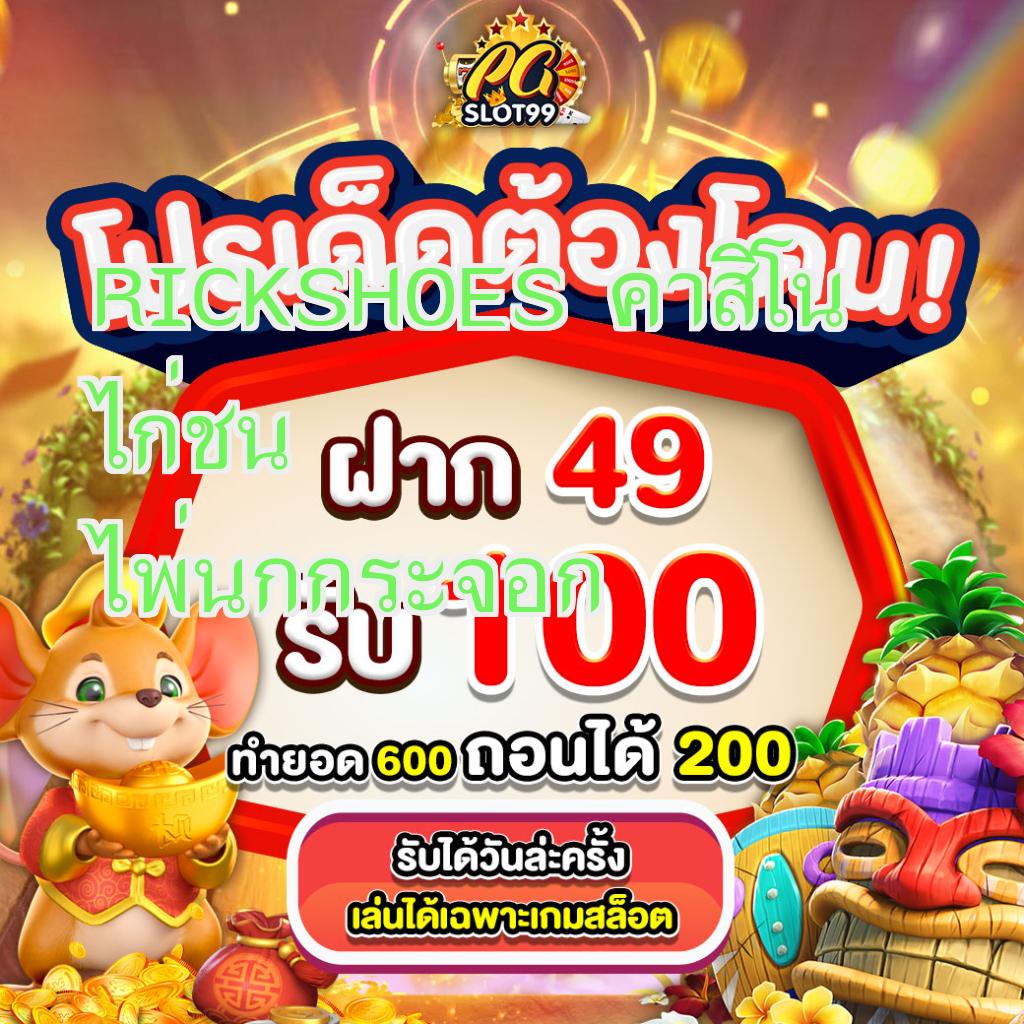 PG
SLOT99
โปรเด็ดต้องโดน!
RICKSHOES คาสิโน
ไก่ชน
ฝาก 49
ไพ่นกกระจอก
รับ 100
ทำยอด 600 ถอนได้ 200
รับได้วันล่ะครั้ง
เล่นได้เฉพาะเกมสล็อต